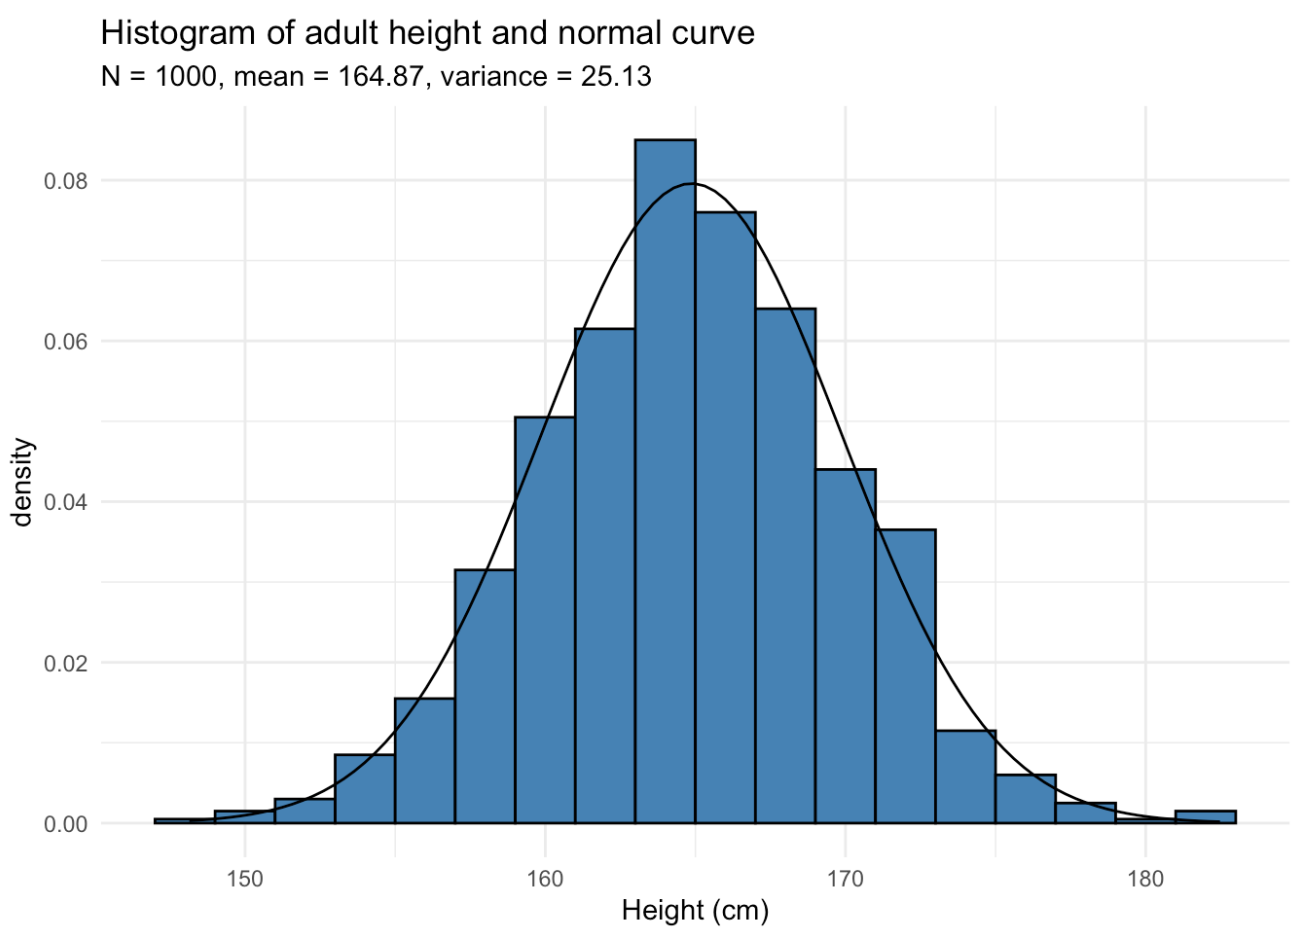 Histogram of adult height and normal curve
N = 1000, mean = 164.87, variance = 25.13
density
0.08
0.06
0.04
0.02
0.00
150 160 170 180
Height (cm)